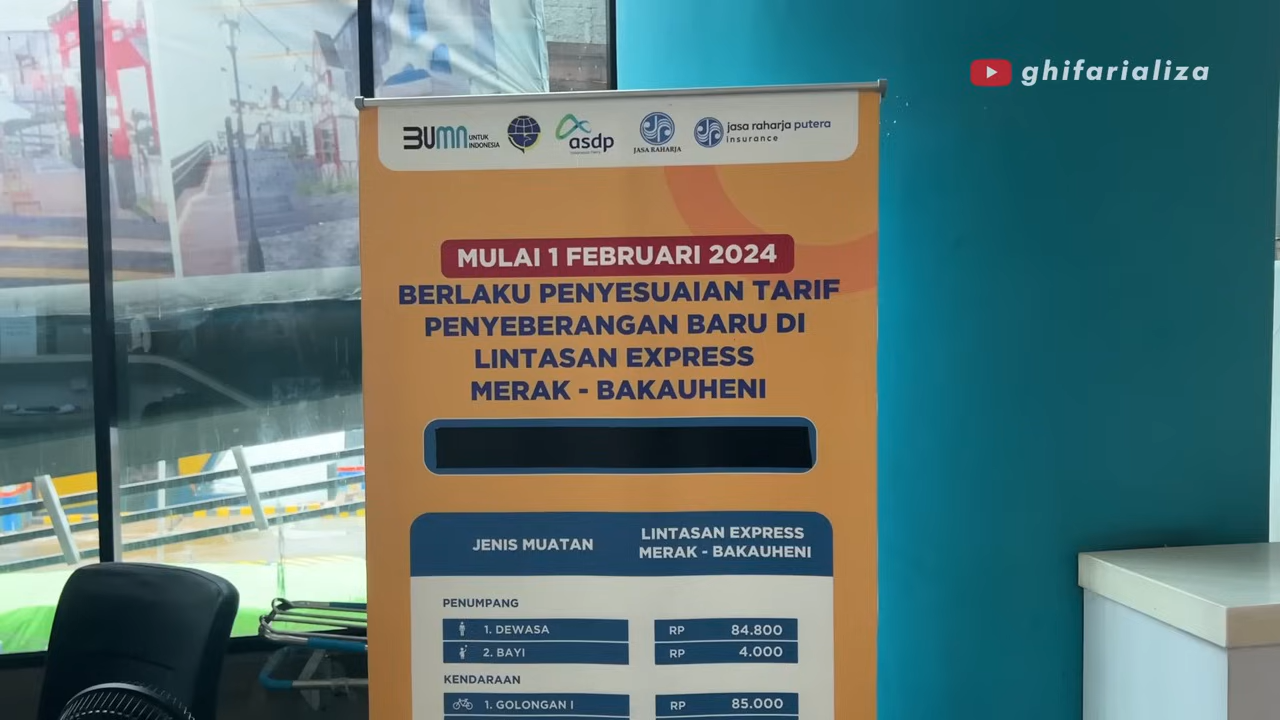 ghifarializa
BUMN UNTUK INDONESIA
asdp
JASA RAHARJA
jasa raharja putera
insurance
MULAI 1 FEBRUARI 2024
BERLAKU PENYESUAIAN TARIF
PENYEBERANGAN BARU DI
LINTASAN EXPRESS
MERAK - BAKAUHENI
JENIS MUATAN
LINTASAN EXPRESS
MERAK - BAKAUHENI
PENUMPANG
1. DEWASA RP 84.800
2. BAYI RP 4.000
KENDARAAN
1. GOLONGAN I RP 85.000